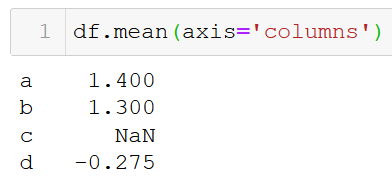 1 df.mean(axis='columns')
a 1.400
b 1.300
c NaN
d -0.275